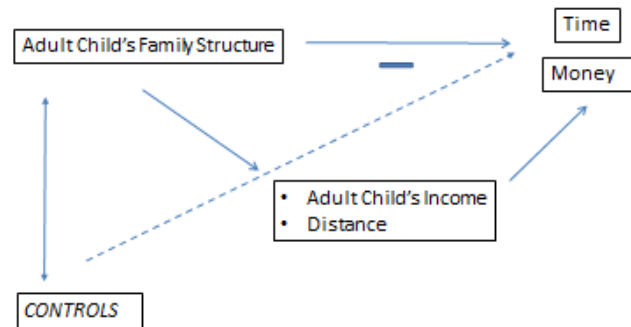 Time
Adult Child's Family Structure
Money
• Adult Child's Income
• Distance
CONTROLS